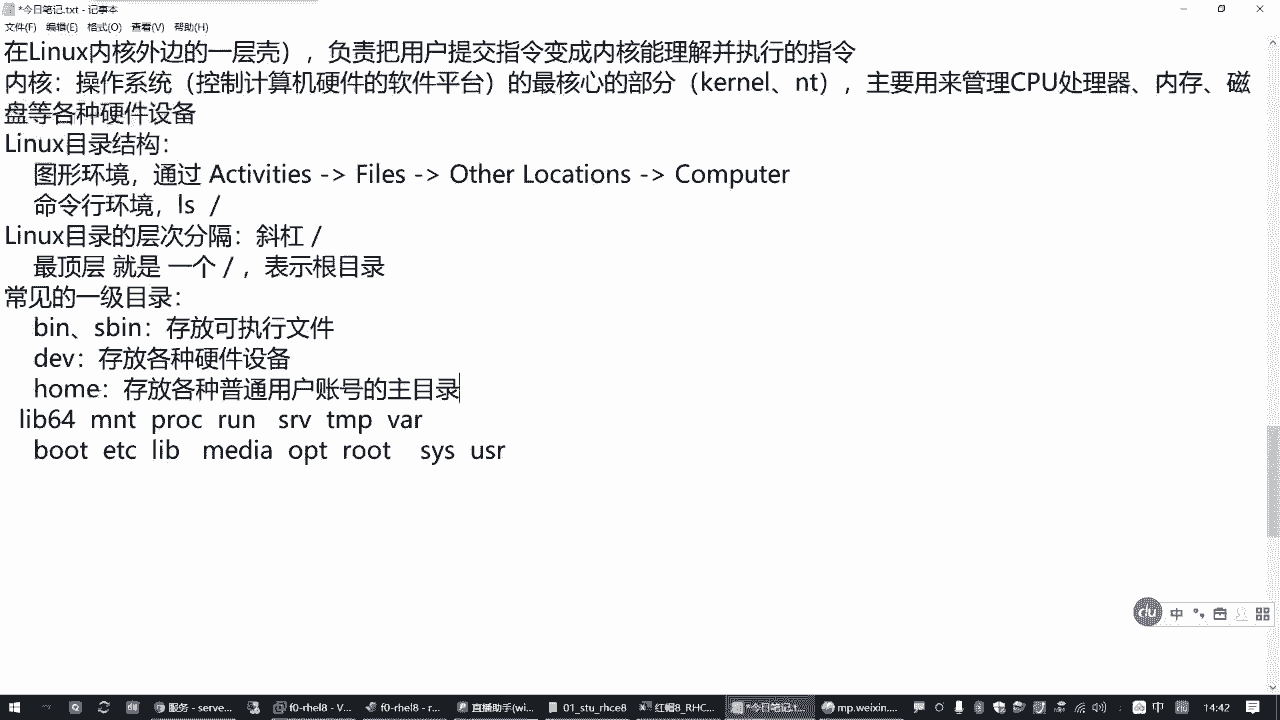 *今日笔记.txt - 记事本
文件(F) 编辑(E) 格式(O) 查看(V) 帮助(H)
在Linux内核外边的一层壳），负责把用户提交指令变成内核能理解并执行的指令
内核：操作系统（控制计算机硬件的软件平台）的最核心的部分（kernel、nt），主要用来管理CPU处理器、内存、磁
盘等各种硬件设备
Linux目录结构：
图形环境，通过 Activities -> Files -> Other Locations -> Computer
命令行环境，ls /
Linux目录的层次分隔：斜杠 /
最顶层 就是 一个 / ，表示根目录
常见的一级目录：
bin、sbin：存放可执行文件
dev：存放各种硬件设备
home：存放各种普通用户账号的主目录
lib64 mnt proc run srv tmp var
boot etc lib media opt root sys usr
du 中
服务 - serve... f0-rhel8 - V... f0-rhel8 - r... 直播助手(wi... 01_stu_rhce8 红帽8_RHC... *今日笔记.t... mp.weixin.... 中 du 14:42